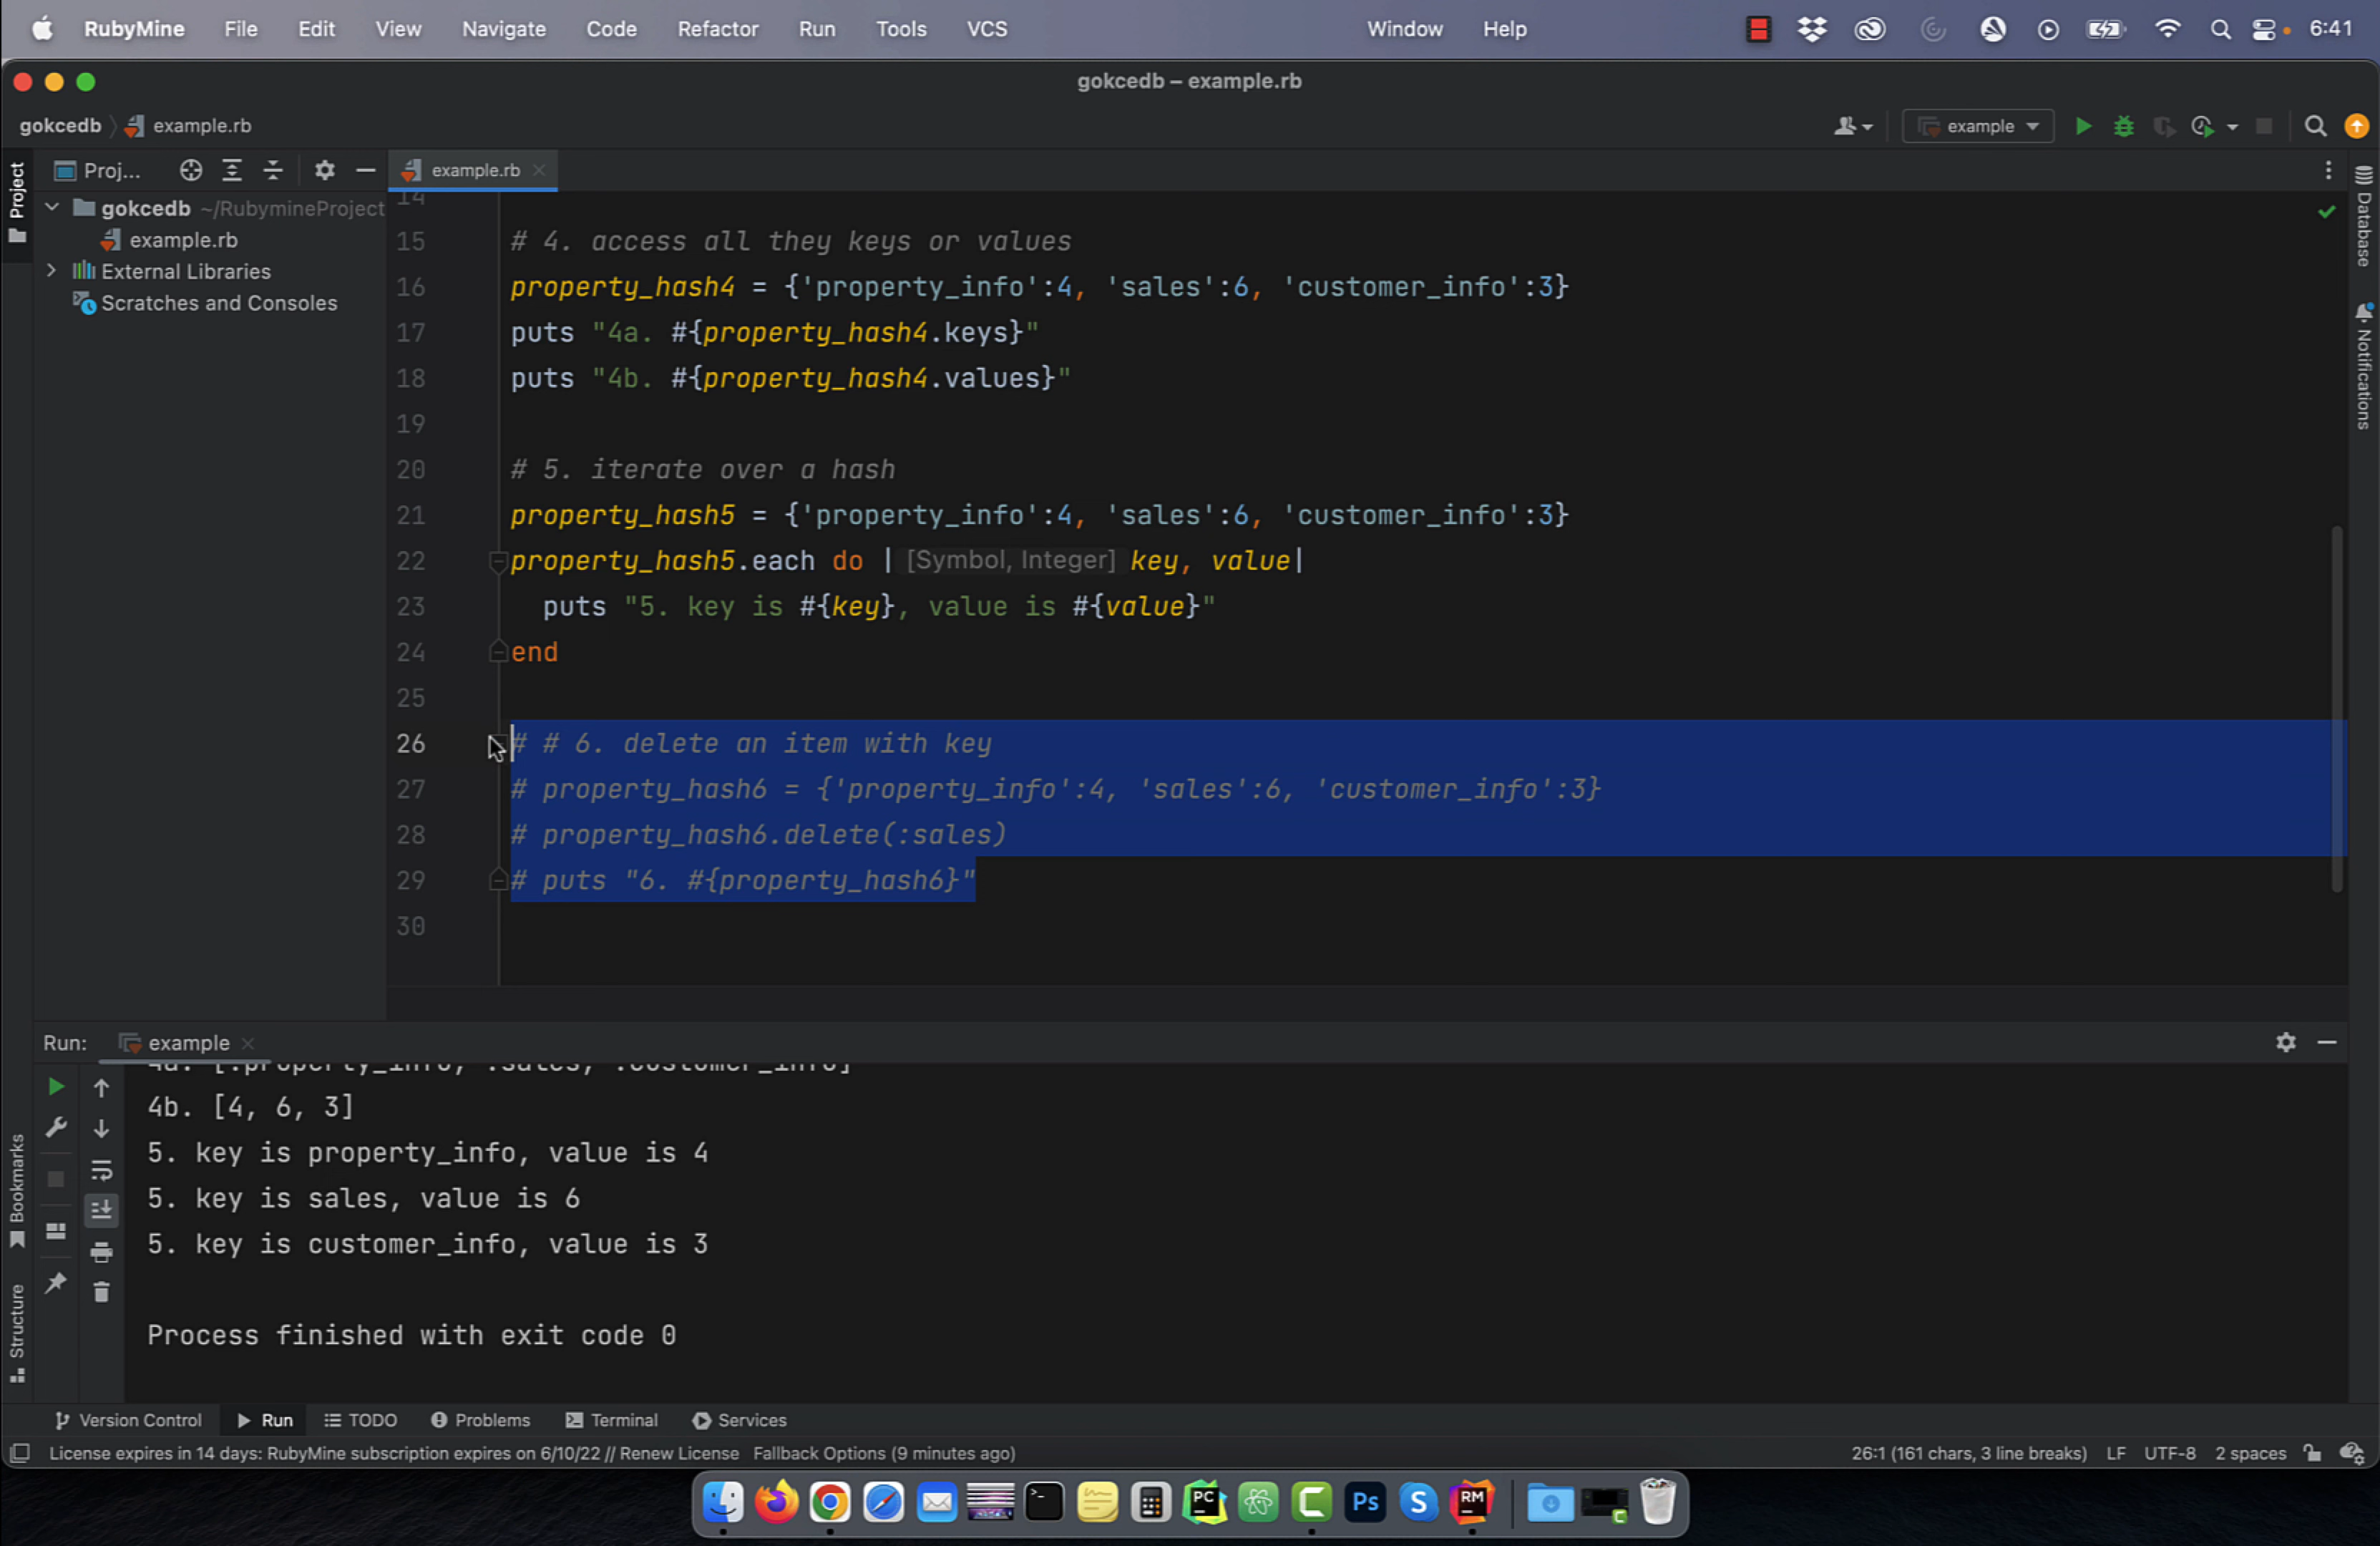 RubyMine File Edit View Navigate Code Refactor Run Tools VCS Window Help 6:41
gokcedb – example.rb
gokcedb example.rb example
Project Proj... example.rb
gokcedb ~/RubymineProject
example.rb
External Libraries
Scratches and Consoles
14
15 # 4. access all they keys or values
16 property_hash4 = {'property_info':4, 'sales':6, 'customer_info':3}
17 puts "4a. #{property_hash4.keys}"
18 puts "4b. #{property_hash4.values}"
19
20 # 5. iterate over a hash
21 property_hash5 = {'property_info':4, 'sales':6, 'customer_info':3}
22 property_hash5.each do |[Symbol, Integer] key, value|
23 puts "5. key is #{key}, value is #{value}"
24 end
25
26 # # 6. delete an item with key
27 # property_hash6 = {'property_info':4, 'sales':6, 'customer_info':3}
28 # property_hash6.delete(:sales)
29 # puts "6. #{property_hash6}"
30
Database
Notifications
Run: example
4a. [:property_info, :sales, :customer_info]
4b. [4, 6, 3]
5. key is property_info, value is 4
5. key is sales, value is 6
5. key is customer_info, value is 3
Process finished with exit code 0
Bookmarks
Structure
Version Control Run TODO Problems Terminal Services
License expires in 14 days: RubyMine subscription expires on 6/10/22 // Renew License Fallback Options (9 minutes ago) 26:1 (161 chars, 3 line breaks) LF UTF-8 2 spaces
PC Ps RM